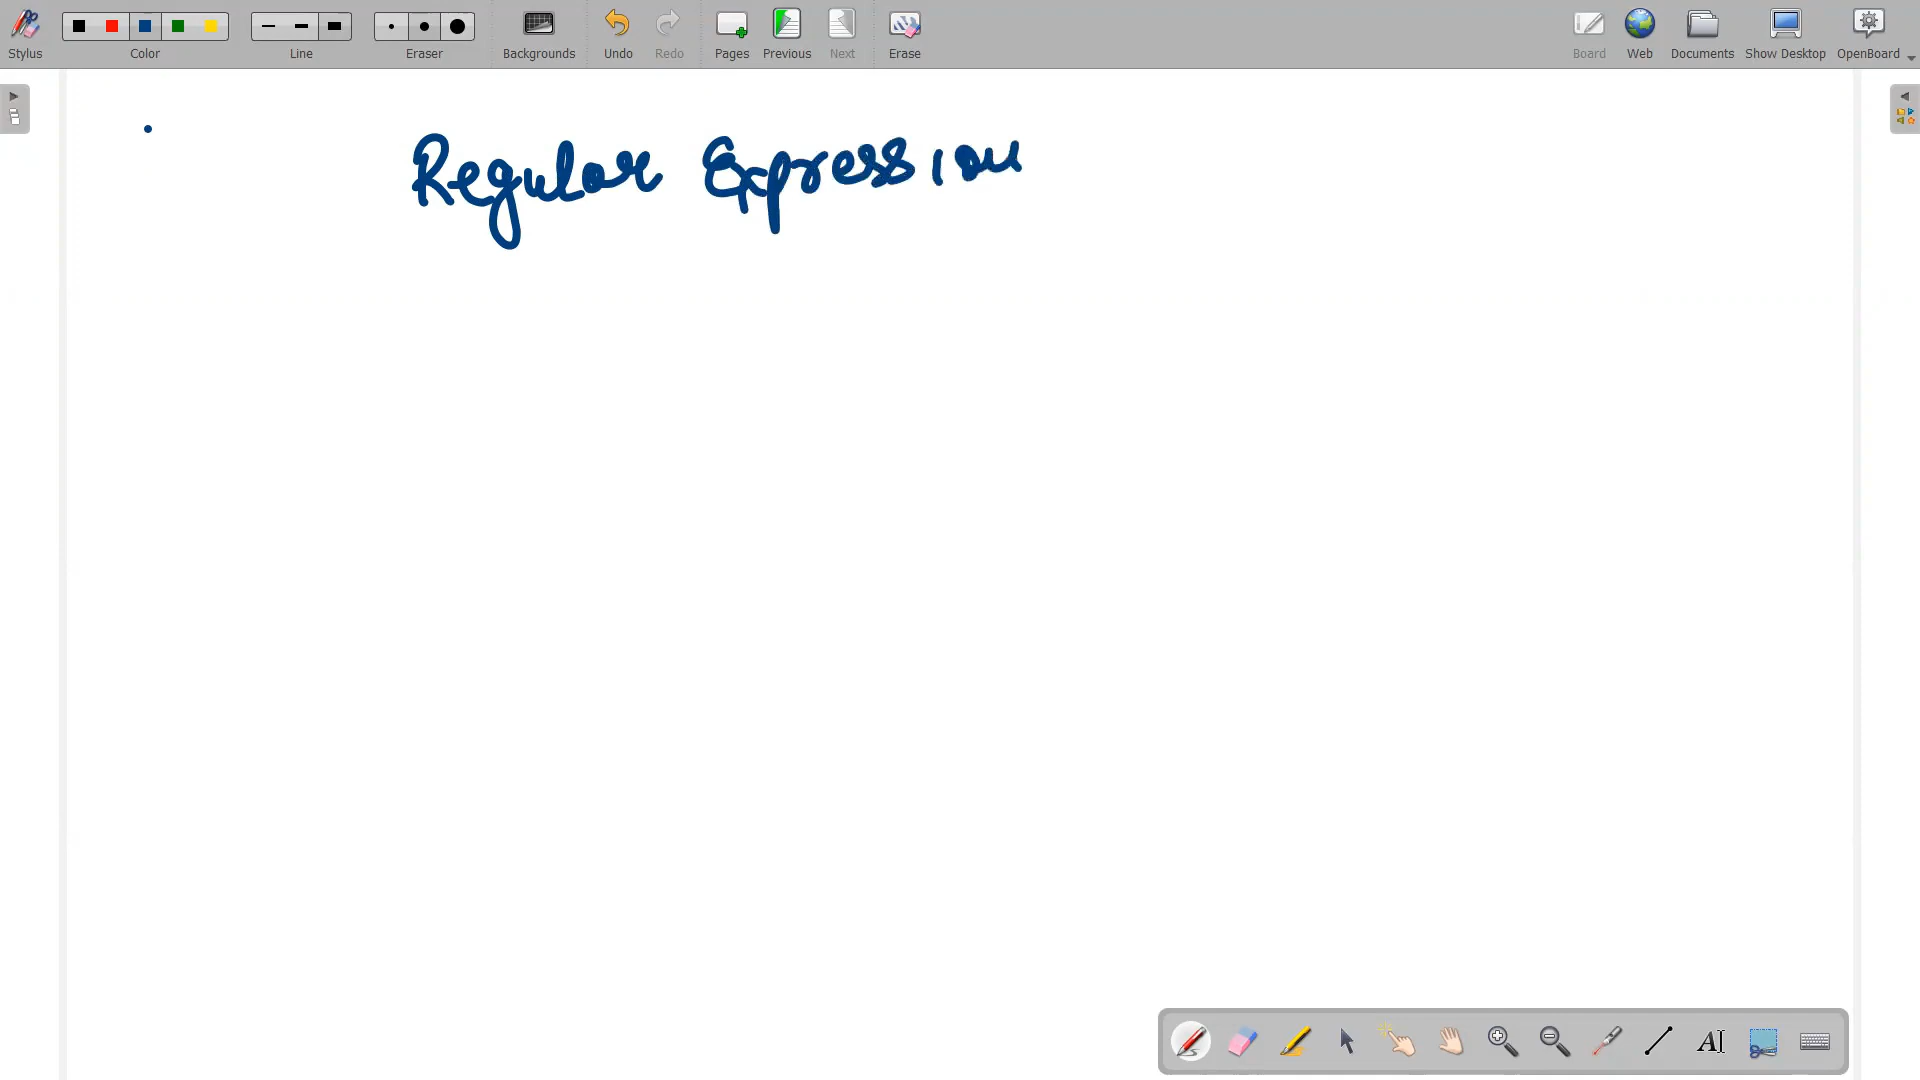 Stylus Color Line Eraser Backgrounds Undo Redo Pages Previous Next Erase Board Web Documents Show Desktop OpenBoard
Regular Expression